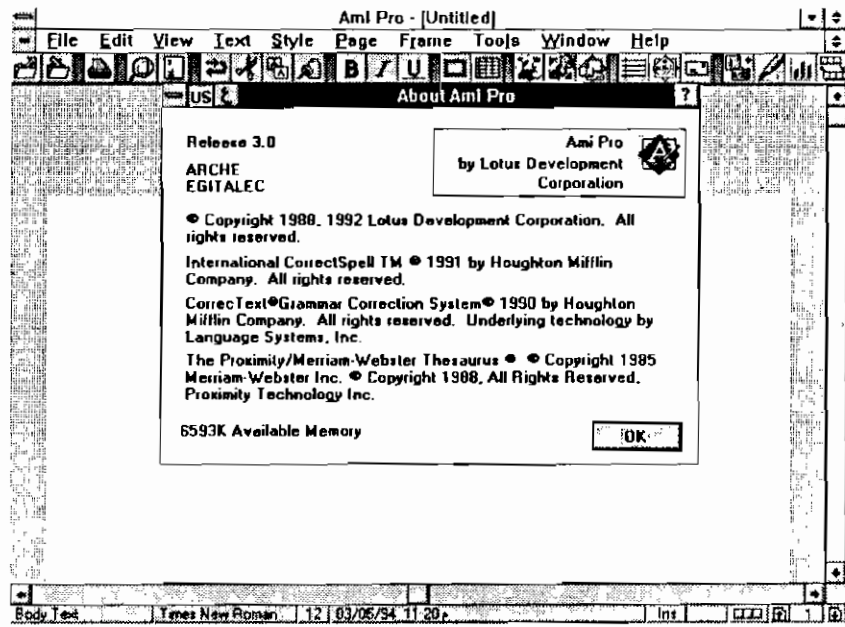 Ami Pro - [Untitled]
File Edit View Text Style Page Frame Tools Window Help
B I U
US About Ami Pro ?
Release 3.0
ARCHE
EGITALEC
Ami Pro
by Lotus Development
Corporation
© Copyright 1988, 1992 Lotus Development Corporation. All
rights reserved.
International CorrectSpell TM © 1991 by Houghton Mifflin
Company. All rights reserved.
CorrecText®Grammar Correction System© 1990 by Houghton
Mifflin Company. All rights reserved. Underlying technology by
Language Systems, Inc.
The Proximity/Merriam-Webster Thesaurus ® © Copyright 1985
Merriam-Webster Inc. © Copyright 1988, All Rights Reserved,
Proximity Technology Inc.
6593K Available Memory
OK
Body Text Times New Roman 12 03/05/94 11:20 Ins 1